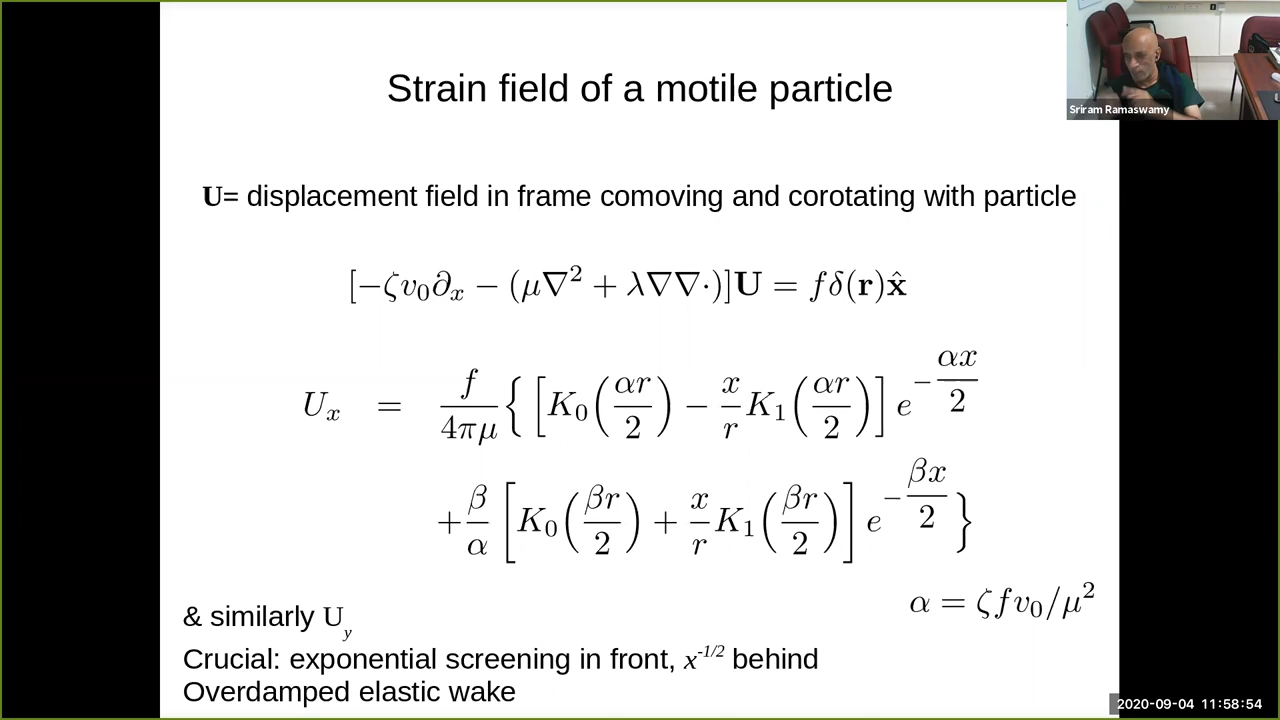 Strain field of a motile particle
Sriram Ramaswamy
U= displacement field in frame comoving and corotating with particle
[−ζv₀∂ₓ − (μ∇² + λ∇∇·)]U = fδ(r)x̂
Uₓ = f/4πμ { [K₀(αr/2) − x/r K₁(αr/2)] e^−αx/2
+ β/α [K₀(βr/2) + x/r K₁(βr/2)] e^−βx/2 }
α = ζfv₀/μ²
& similarly U_y
Crucial: exponential screening in front, x^-1/2 behind
Overdamped elastic wake
2020-09-04 11:58:54